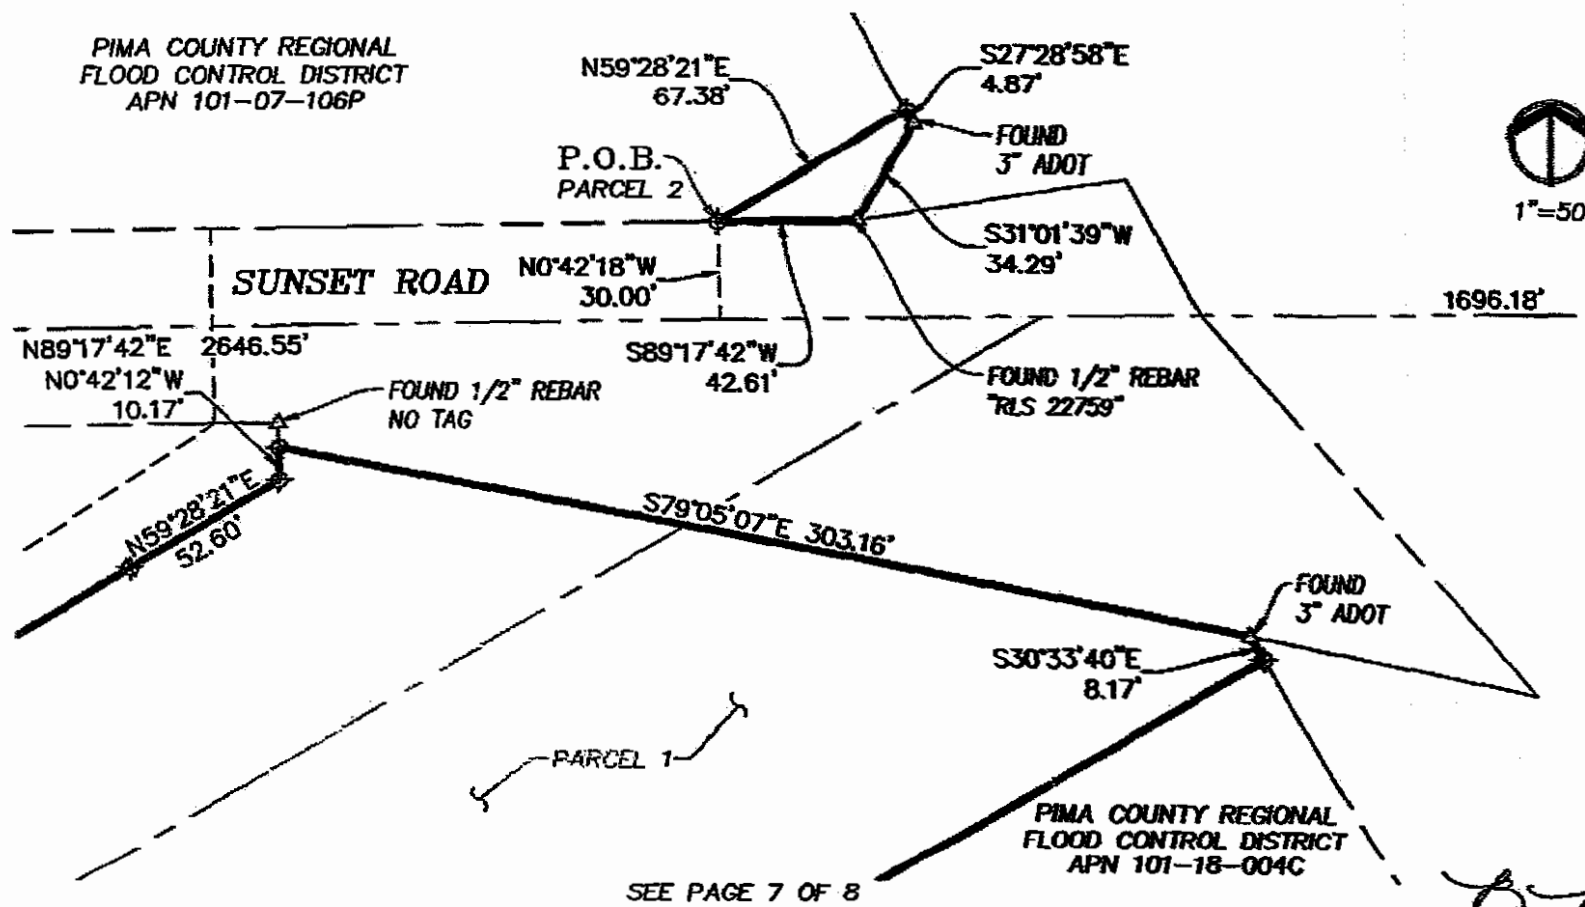 PIMA COUNTY REGIONAL
FLOOD CONTROL DISTRICT
APN 101-07-106P
N59°28'21"E
67.38'
S27°28'58"E
4.87'
FOUND
3" ADOT
P.O.B.
PARCEL 2
1"=50
S31°01'39"W
34.29'
SUNSET ROAD
N0°42'18"W
30.00'
1696.18'
N89°17'42"E 2646.55'
S89°17'42"W
42.61'
N0°42'12"W
10.17'
FOUND 1/2" REBAR
NO TAG
FOUND 1/2" REBAR
"RLS 22759"
N59°28'21"E
52.60'
S79°05'07"E 303.16'
FOUND
3" ADOT
S30°33'40"E
8.17'
PARCEL 1
PIMA COUNTY REGIONAL
FLOOD CONTROL DISTRICT
APN 101-18-004C
SEE PAGE 7 OF 8